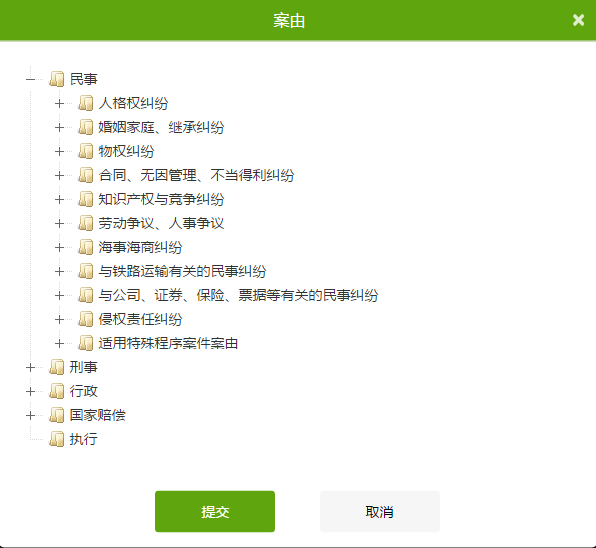 案由
民事
人格权纠纷
婚姻家庭、继承纠纷
物权纠纷
合同、无因管理、不当得利纠纷
知识产权与竞争纠纷
劳动争议、人事争议
海事海商纠纷
与铁路运输有关的民事纠纷
与公司、证券、保险、票据等有关的民事纠纷
侵权责任纠纷
适用特殊程序案件案由
刑事
行政
国家赔偿
执行
提交 取消